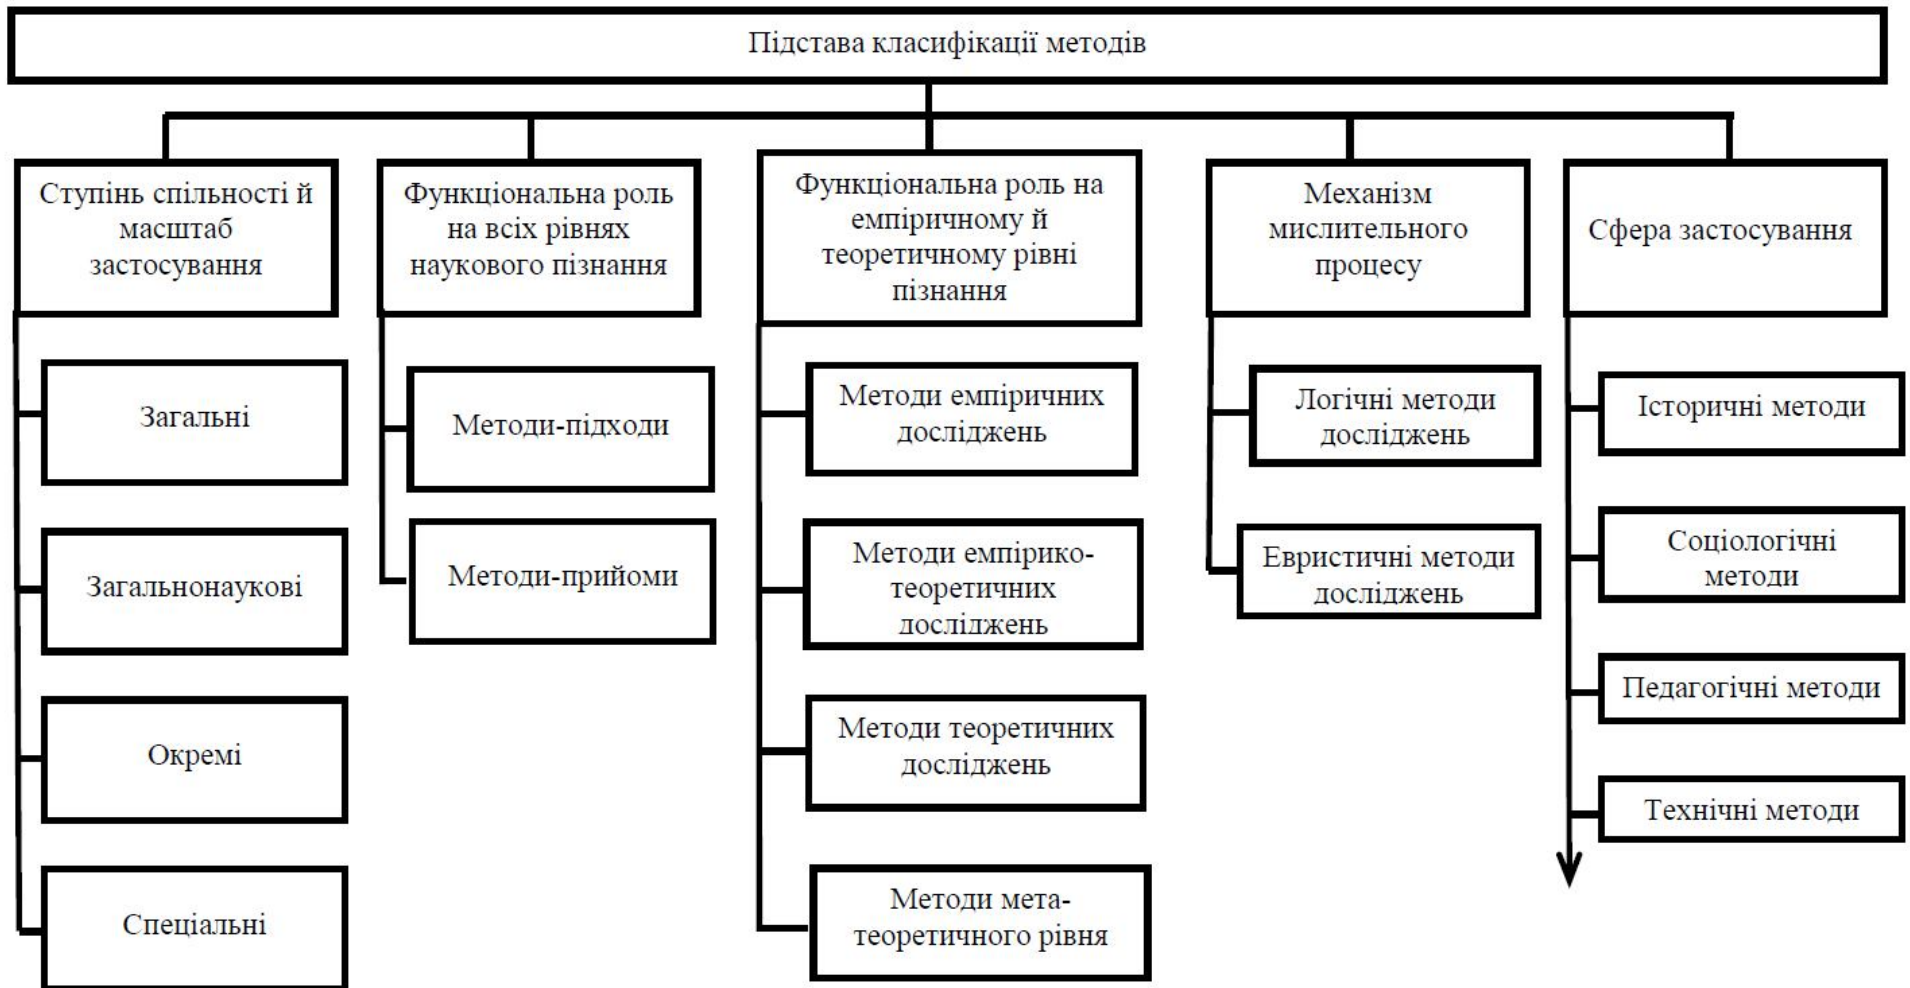 Підстава класифікації методів
Ступінь спільності й
масштаб
застосування
Загальні
Загальнонаукові
Окремі
Спеціальні
Функціональна роль
на всіх рівнях
наукового пізнання
Методи-підходи
Методи-прийоми
Функціональна роль на
емпіричному й
теоретичному рівні
пізнання
Методи емпіричних
досліджень
Методи емпірико-
теоретичних
досліджень
Методи теоретичних
досліджень
Методи мета-
теоретичного рівня
Механізм
мислительного
процесу
Логічні методи
досліджень
Евристичні методи
досліджень
Сфера застосування
Історичні методи
Соціологічні
методи
Педагогічні методи
Технічні методи